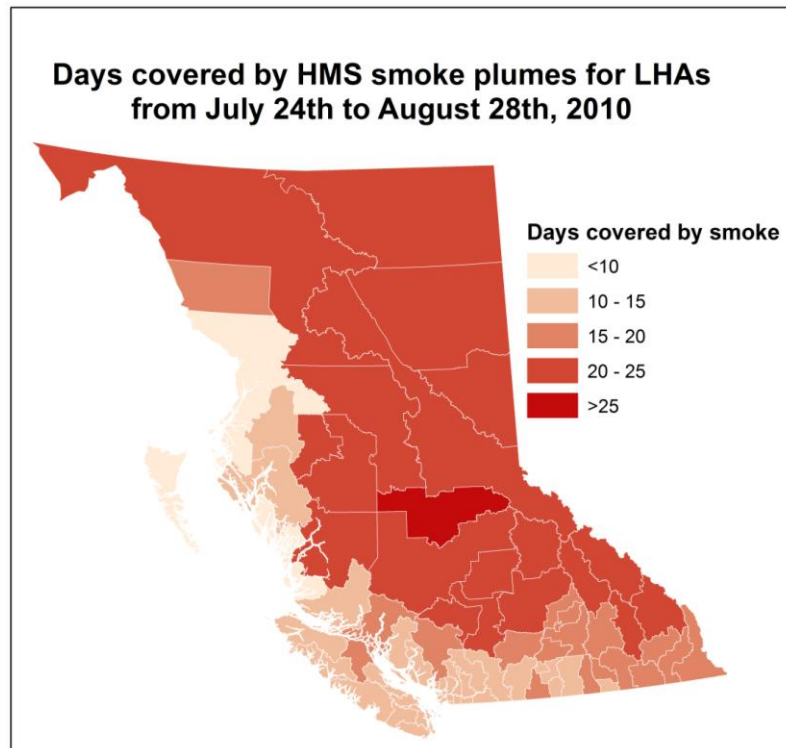 Days covered by HMS smoke plumes for LHAs
from July 24th to August 28th, 2010
Days covered by smoke
<10
10 - 15
15 - 20
20 - 25
>25